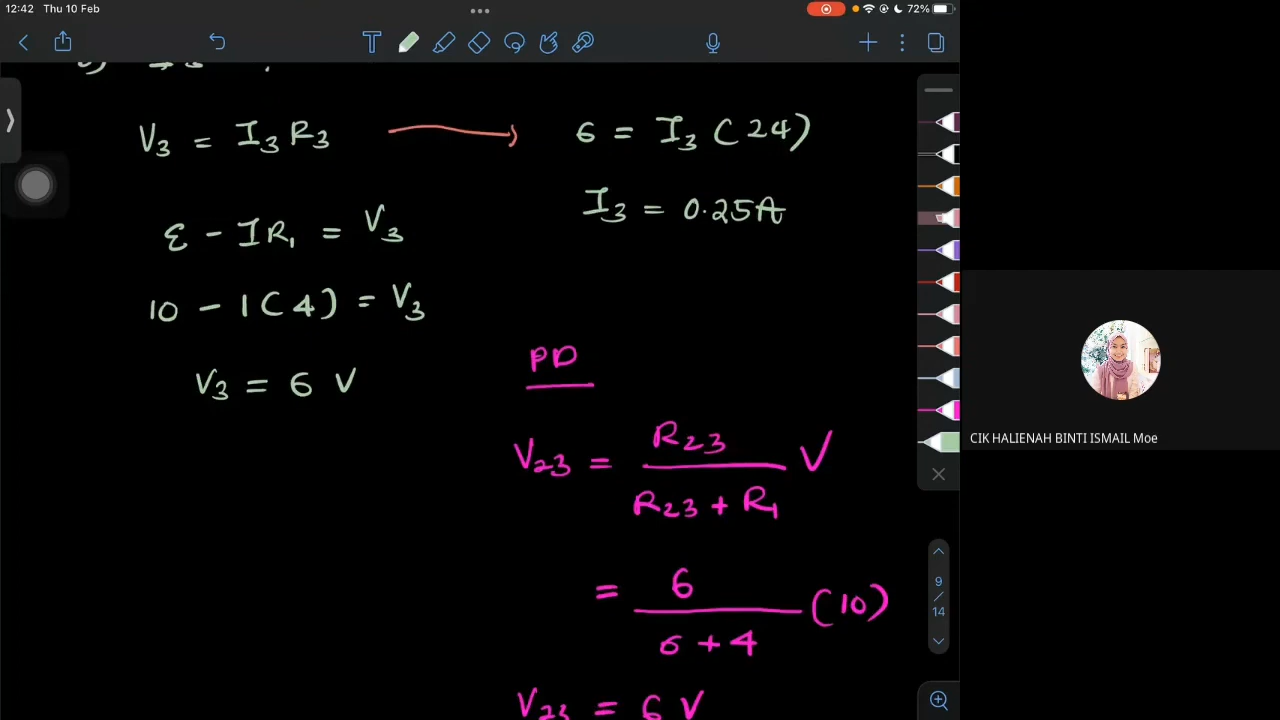 12:42 Thu 10 Feb
72%
T
V₃ = I₃ R₃
6 = I₃ (24)
I₃ = 0.25A
ε - IR₁ = V₃
10 - 1(4) = V₃
V₃ = 6 V
PD
V₂₃ = R₂₃ / (R₂₃ + R₁) V
= 6 / (6 + 4) (10)
V₂₃ = 6 V
9 / 14
CIK HALIENAH BINTI ISMAIL Moe